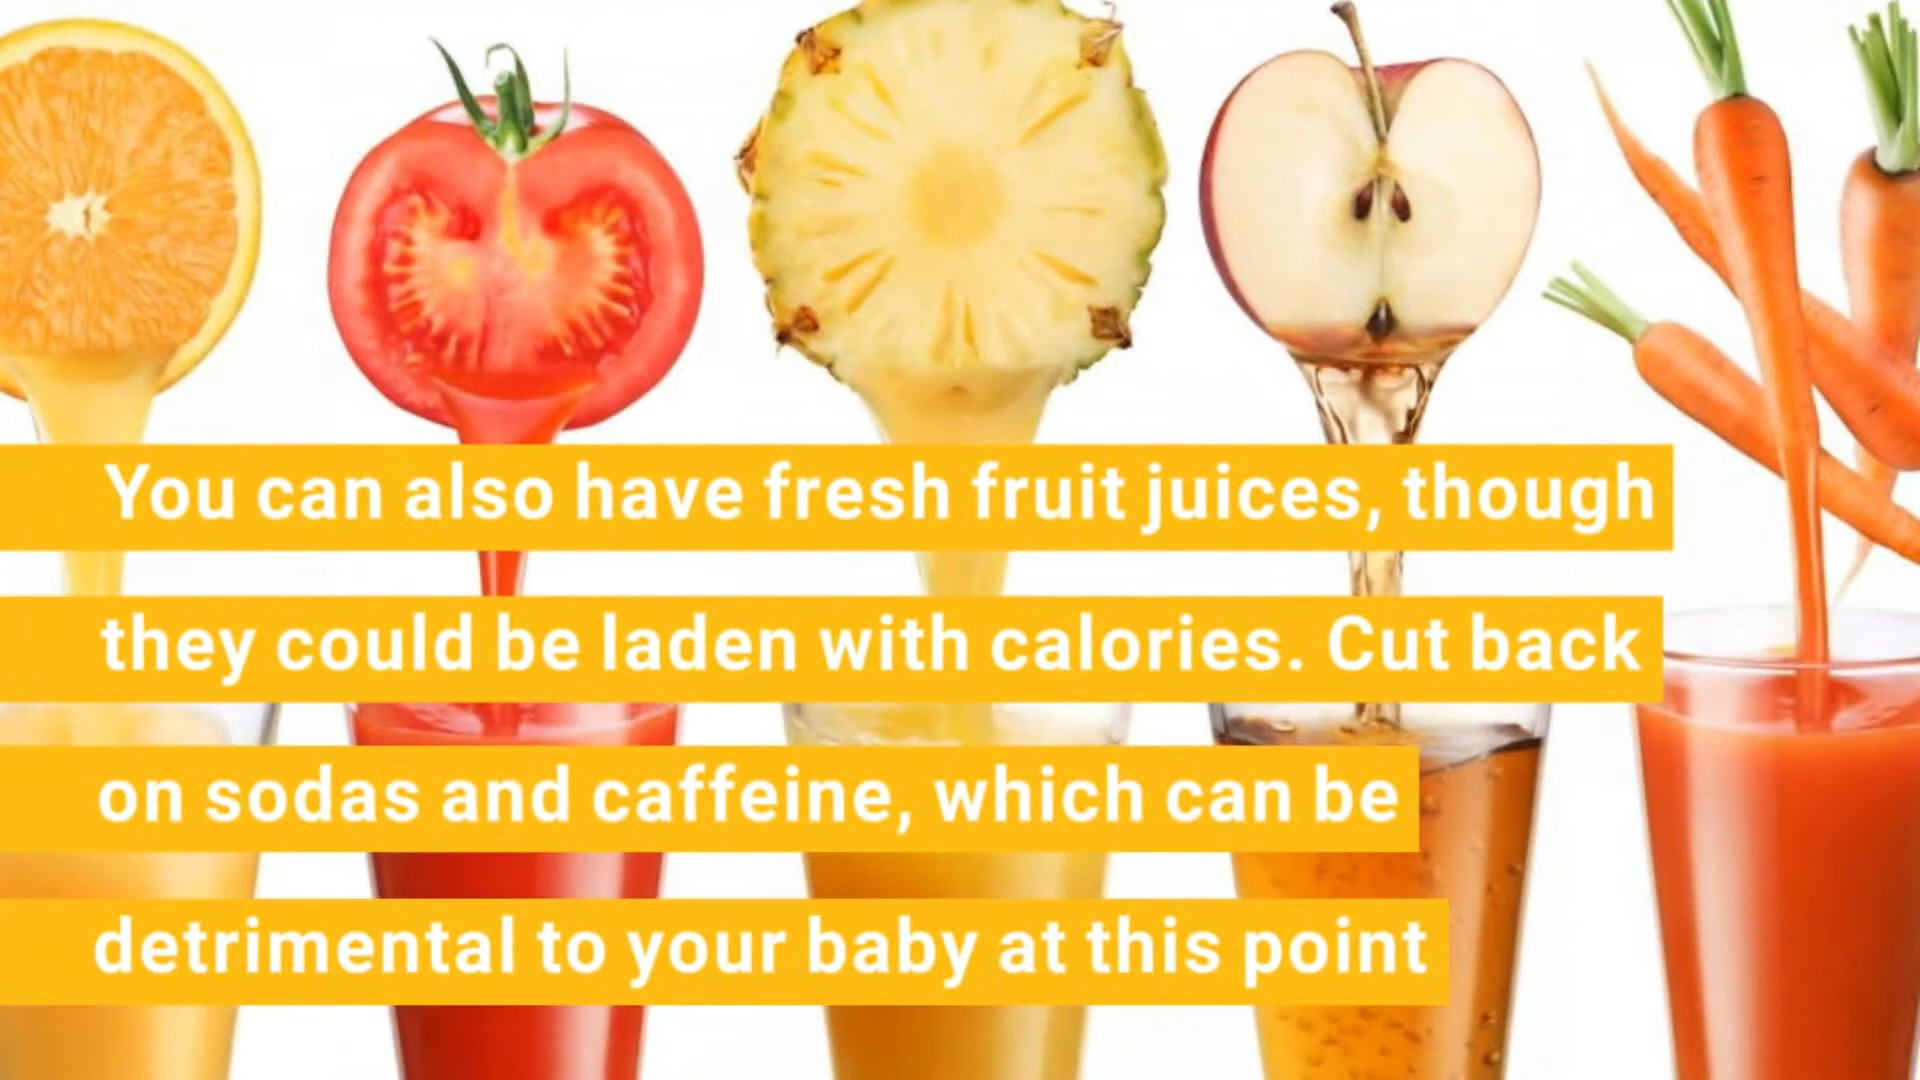 You can also have fresh fruit juices, though
they could be laden with calories. Cut back
on sodas and caffeine, which can be
detrimental to your baby at this point